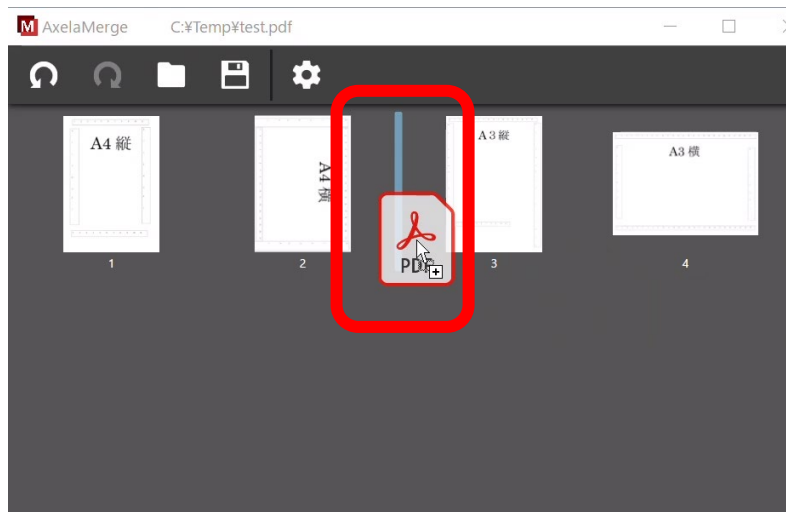 M AxelaMerge C:¥Temp¥test.pdf
A4 縦
A4 横
A3 縦
A3 横
PDF
1
2
3
4